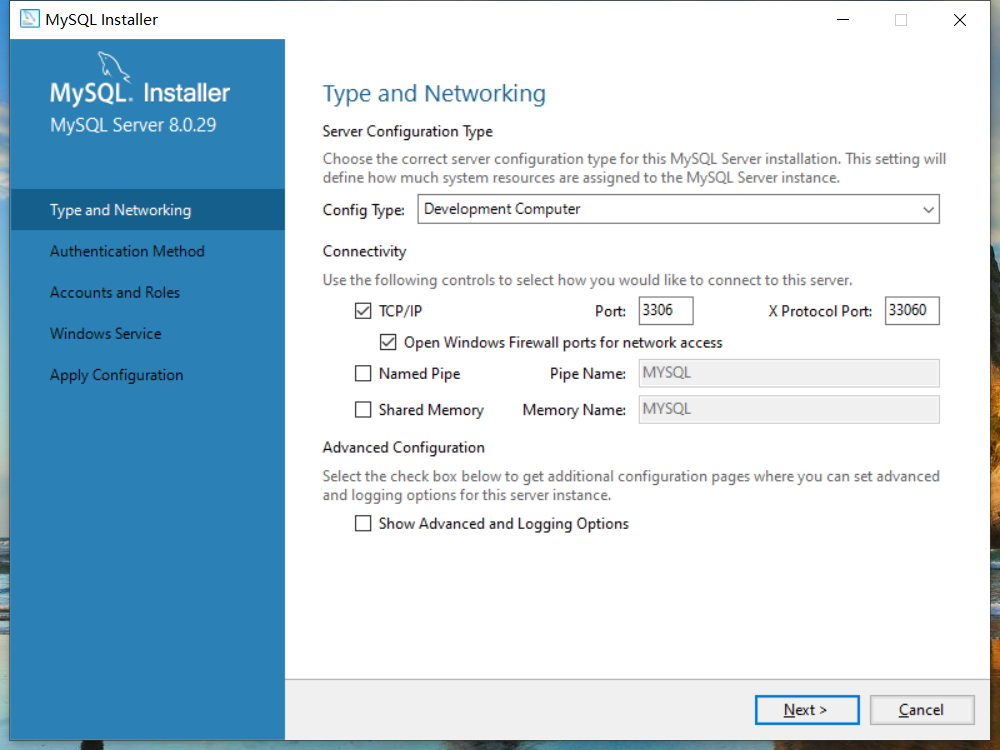 MySQL Installer
MySQL. Installer
MySQL Server 8.0.29
Type and Networking
Authentication Method
Accounts and Roles
Windows Service
Apply Configuration
Type and Networking
Server Configuration Type
Choose the correct server configuration type for this MySQL Server installation. This setting will
define how much system resources are assigned to the MySQL Server instance.
Config Type: Development Computer
Connectivity
Use the following controls to select how you would like to connect to this server.
TCP/IP Port: 3306 X Protocol Port: 33060
Open Windows Firewall ports for network access
Named Pipe Pipe Name: MYSQL
Shared Memory Memory Name: MYSQL
Advanced Configuration
Select the check box below to get additional configuration pages where you can set advanced
and logging options for this server instance.
Show Advanced and Logging Options
Next > Cancel